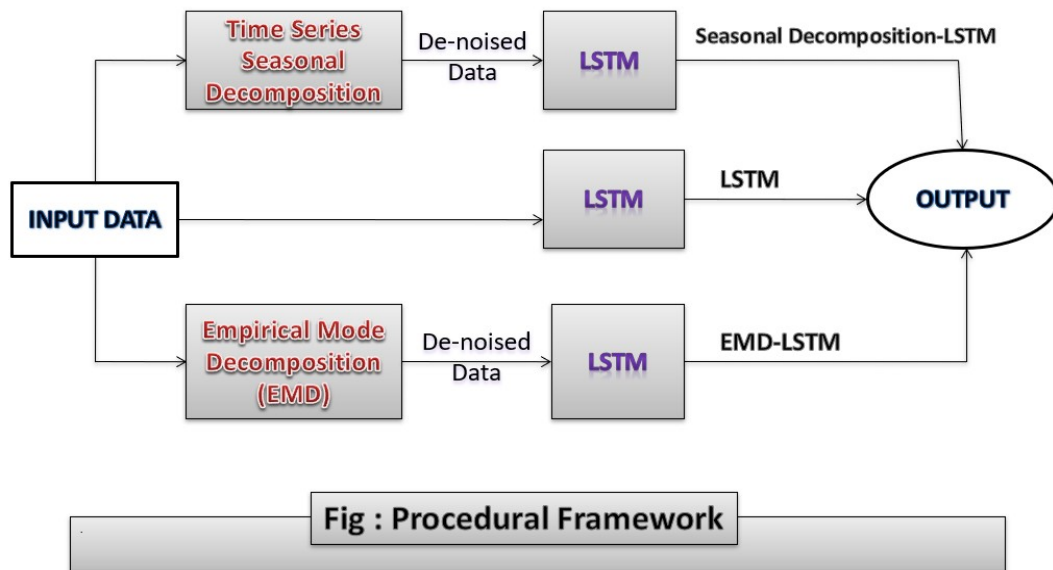 Time Series
Seasonal
Decomposition
De-noised
Data
LSTM
Seasonal Decomposition-LSTM
INPUT DATA
LSTM
LSTM
OUTPUT
Empirical Mode
Decomposition
(EMD)
De-noised
Data
LSTM
EMD-LSTM
Fig : Procedural Framework